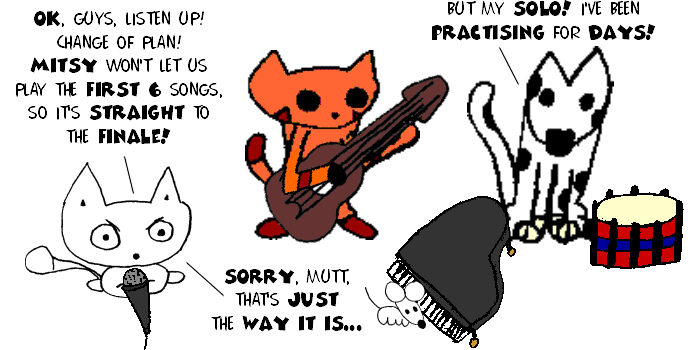 OK, GUYS, LISTEN UP!
CHANGE OF PLAN!
MITSY WON'T LET US
PLAY THE FIRST 6 SONGS,
SO IT'S STRAIGHT TO
THE FINALE!
BUT MY SOLO! I'VE BEEN
PRACTISING FOR DAYS!
SORRY, MUTT,
THAT'S JUST
THE WAY IT IS...